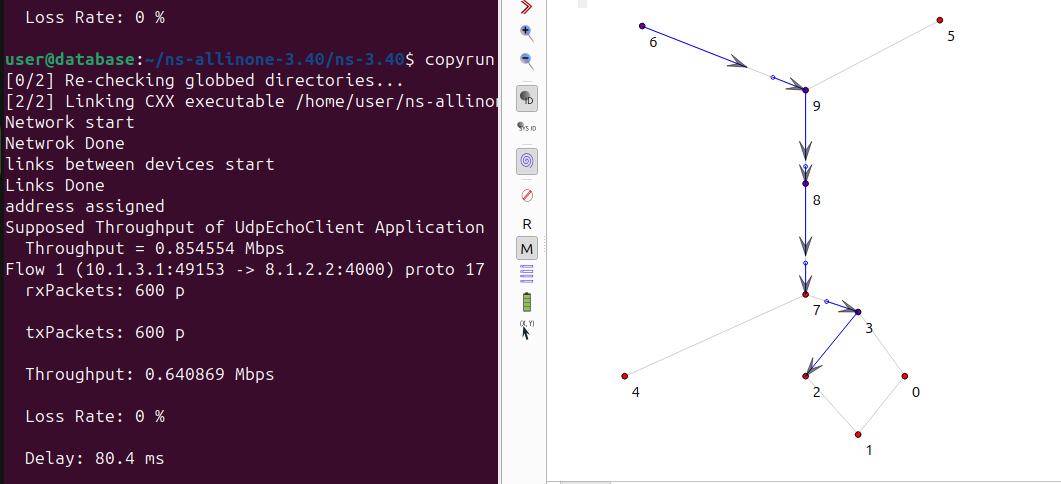 Loss Rate: 0 %
user@database:~/ns-allinone-3.40/ns-3.40$ copyrun
[0/2] Re-checking globbed directories...
[2/2] Linking CXX executable /home/user/ns-allino
Network start
Netwrok Done
links between devices start
Links Done
address assigned
Supposed Throughput of UdpEchoClient Application
Throughput = 0.854554 Mbps
Flow 1 (10.1.3.1:49153 -> 8.1.2.2:4000) proto 17
rxPackets: 600 p
txPackets: 600 p
Throughput: 0.640869 Mbps
Loss Rate: 0 %
Delay: 80.4 ms
ID
SYS ID
R
M
(X, Y)
6
5
9
8
7
3
4
2
0
1